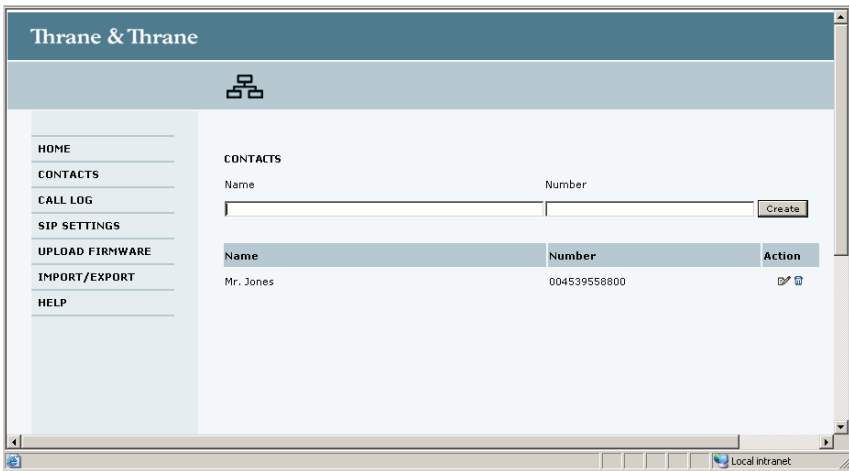 Thrane & Thrane
HOME
CONTACTS
CALL LOG
SIP SETTINGS
UPLOAD FIRMWARE
IMPORT/EXPORT
HELP
CONTACTS
Name Number
Create
Name Number Action
Mr. Jones 004539558800
Local intranet